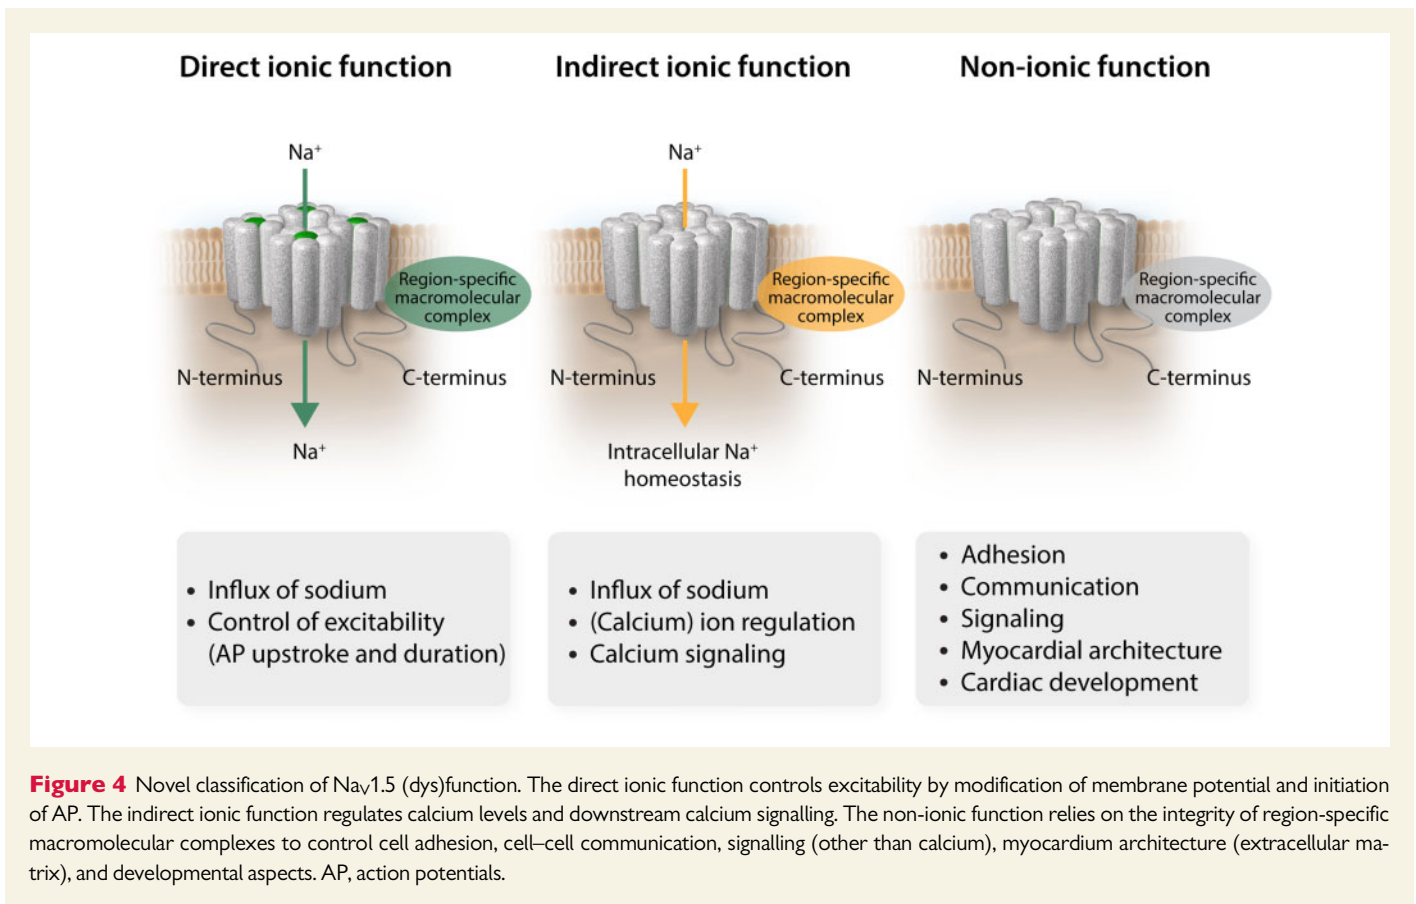 Direct ionic function
Na⁺
Region-specific
macromolecular
complex
N-terminus
C-terminus
Na⁺
• Influx of sodium
• Control of excitability
(AP upstroke and duration)
Indirect ionic function
Na⁺
Region-specific
macromolecular
complex
N-terminus
C-terminus
Intracellular Na⁺
homeostasis
• Influx of sodium
• (Calcium) ion regulation
• Calcium signaling
Non-ionic function
Region-specific
macromolecular
complex
N-terminus
C-terminus
• Adhesion
• Communication
• Signaling
• Myocardial architecture
• Cardiac development
Figure 4 Novel classification of Naᵥ1.5 (dys)function. The direct ionic function controls excitability by modification of membrane potential and initiation
of AP. The indirect ionic function regulates calcium levels and downstream calcium signalling. The non-ionic function relies on the integrity of region-specific
macromolecular complexes to control cell adhesion, cell–cell communication, signalling (other than calcium), myocardium architecture (extracellular ma-
trix), and developmental aspects. AP, action potentials.